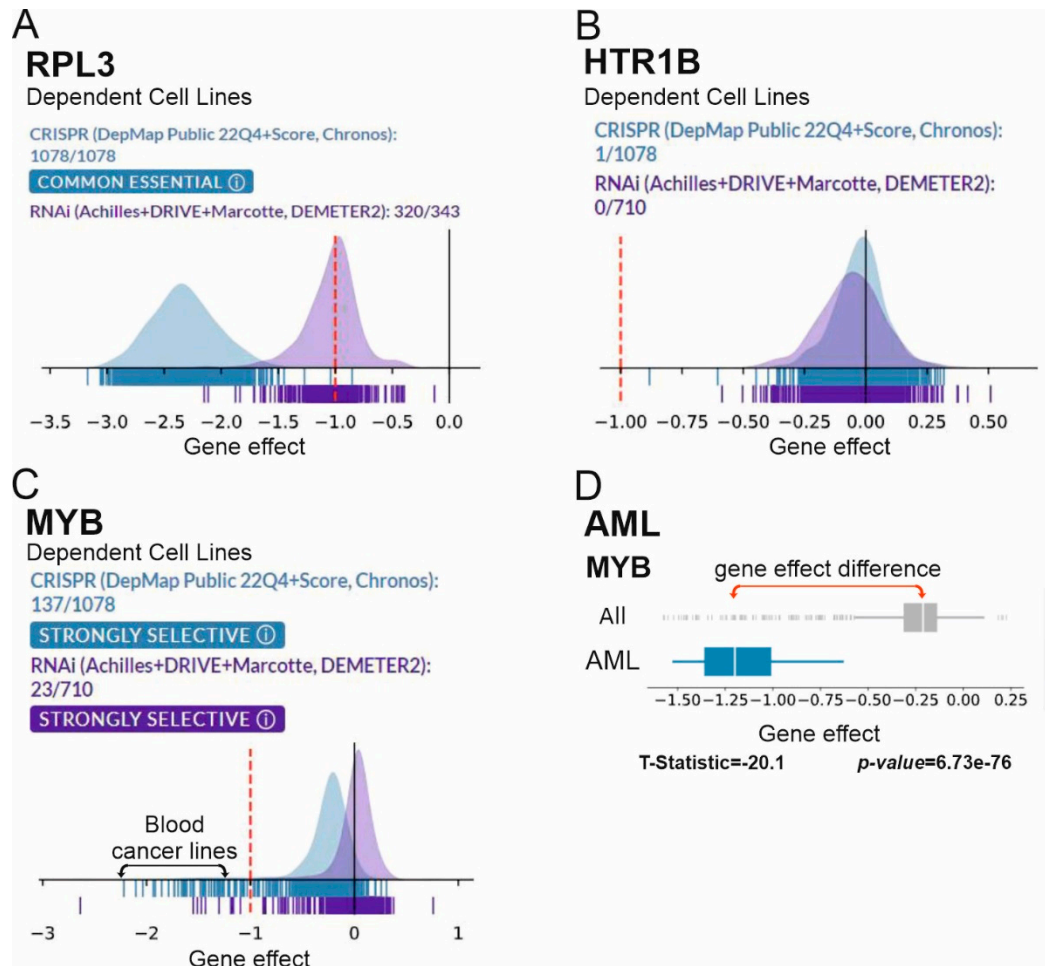 A
RPL3
Dependent Cell Lines
CRISPR (DepMap Public 22Q4+Score, Chronos):
1078/1078
COMMON ESSENTIAL ⓘ
RNAi (Achilles+DRIVE+Marcotte, DEMETER2): 320/343
−3.5 −3.0 −2.5 −2.0 −1.5 −1.0 −0.5 0.0
Gene effect
B
HTR1B
Dependent Cell Lines
CRISPR (DepMap Public 22Q4+Score, Chronos):
1/1078
RNAi (Achilles+DRIVE+Marcotte, DEMETER2):
0/710
−1.00 −0.75 −0.50 −0.25 0.00 0.25 0.50
Gene effect
C
MYB
Dependent Cell Lines
CRISPR (DepMap Public 22Q4+Score, Chronos):
137/1078
STRONGLY SELECTIVE ⓘ
RNAi (Achilles+DRIVE+Marcotte, DEMETER2):
23/710
STRONGLY SELECTIVE ⓘ
Blood
cancer lines
−3 −2 −1 0 1
Gene effect
D
AML
MYB
gene effect difference
All
AML
−1.50 −1.25 −1.00 −0.75 −0.50 −0.25 0.00 0.25
Gene effect
T-Statistic=-20.1 p-value=6.73e-76